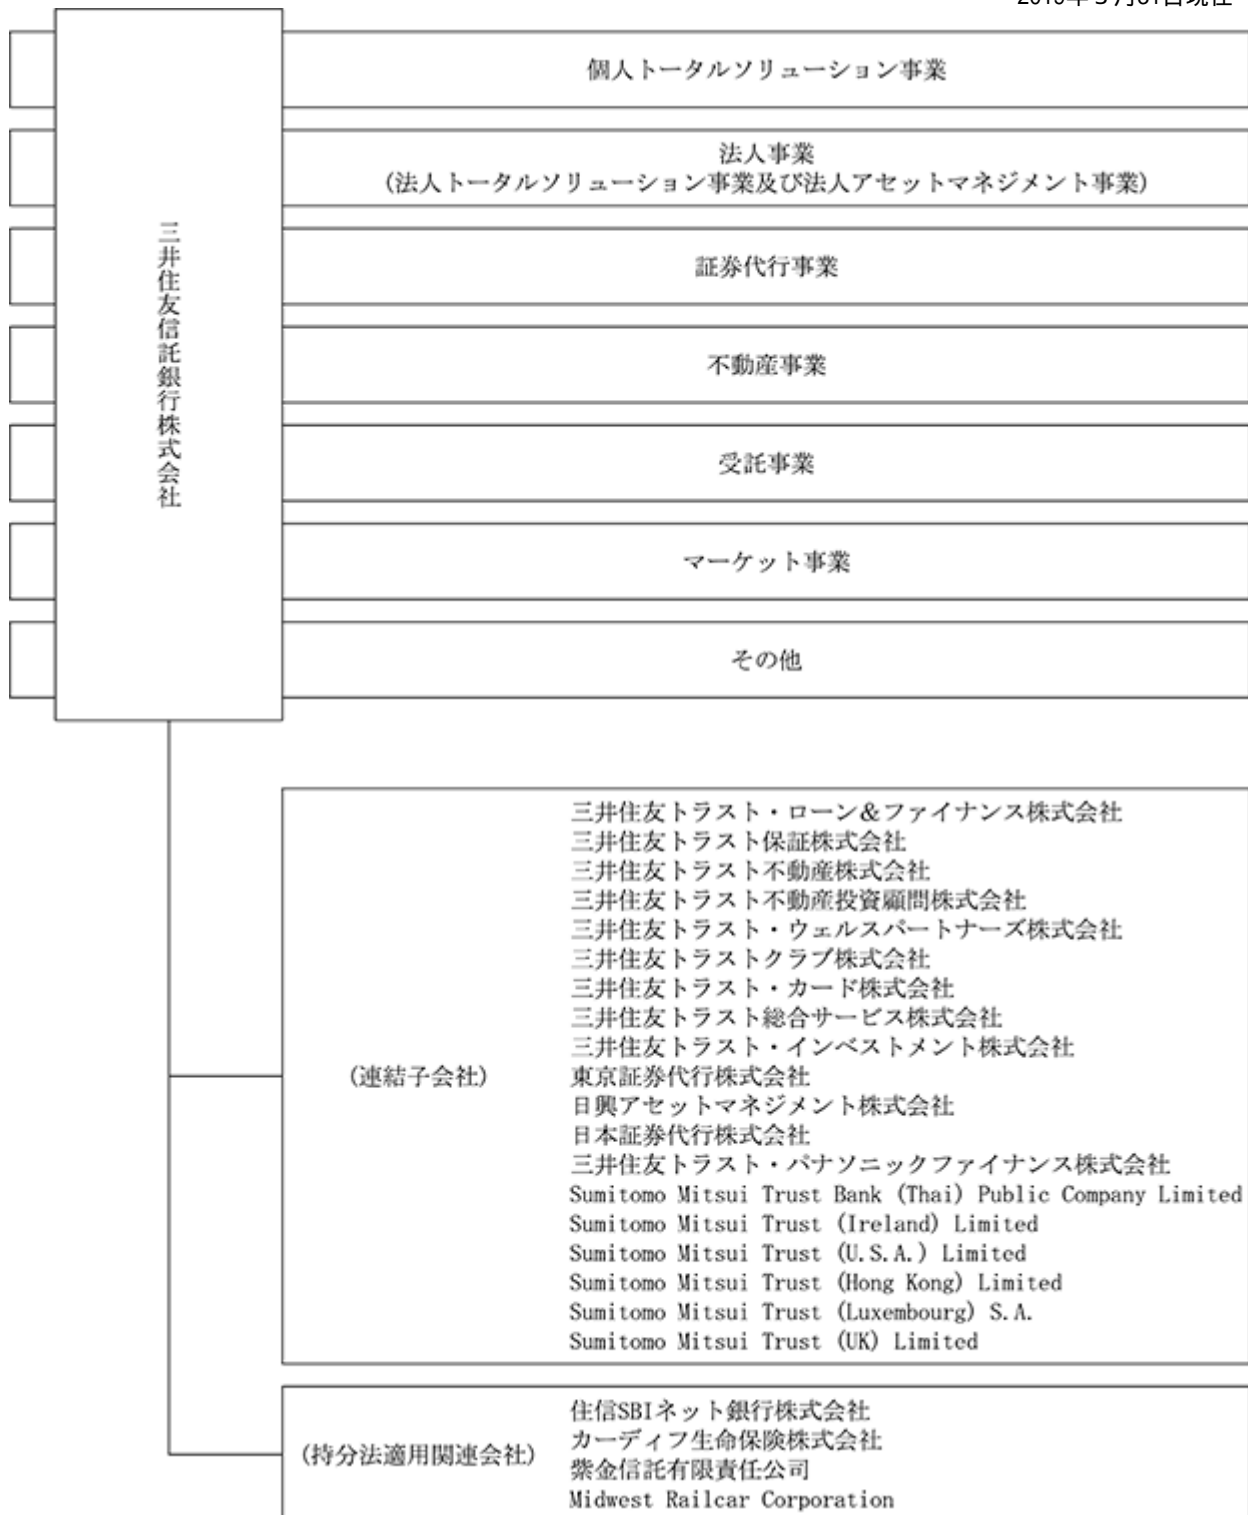 個人トータルソリューション事業
法人事業
(法人トータルソリューション事業及び法人アセットマネジメント事業)
三井住友信託銀行株式会社
証券代行事業
不動産事業
受託事業
マーケット事業
その他
(連結子会社)
三井住友トラスト・ローン&ファイナンス株式会社
三井住友トラスト保証株式会社
三井住友トラスト不動産株式会社
三井住友トラスト不動産投資顧問株式会社
三井住友トラスト・ウェルスパートナーズ株式会社
三井住友トラストクラブ株式会社
三井住友トラスト・カード株式会社
三井住友トラスト総合サービス株式会社
三井住友トラスト・インベストメント株式会社
東京証券代行株式会社
日興アセットマネジメント株式会社
日本証券代行株式会社
三井住友トラスト・パナソニックファイナンス株式会社
Sumitomo Mitsui Trust Bank (Thai) Public Company Limited
Sumitomo Mitsui Trust (Ireland) Limited
Sumitomo Mitsui Trust (U.S.A.) Limited
Sumitomo Mitsui Trust (Hong Kong) Limited
Sumitomo Mitsui Trust (Luxembourg) S.A.
Sumitomo Mitsui Trust (UK) Limited
(持分法適用関連会社)
住信SBIネット銀行株式会社
カーディフ生命保険株式会社
紫金信託有限責任公司
Midwest Railcar Corporation